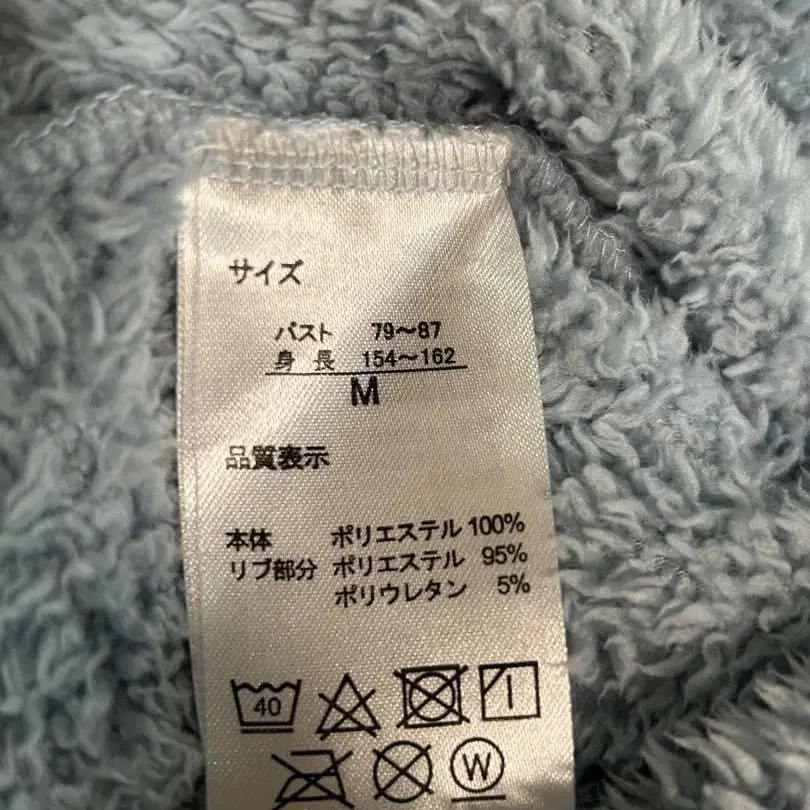 サイズ
バスト 79〜87
身長 154〜162
M
品質表示
本体 ポリエステル 100%
リブ部分 ポリエステル 95%
ポリウレタン 5%
40
W